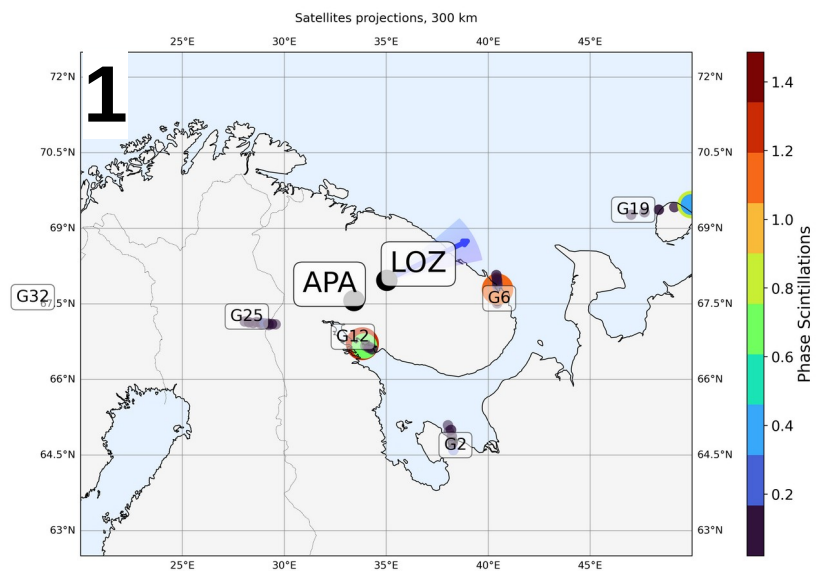 Satellites projections, 300 km
25°E 30°E 35°E 40°E 45°E
1
72°N 72°N
70.5°N 70.5°N
69°N 69°N
67.5°N 67.5°N
66°N 66°N
64.5°N 64.5°N
63°N 63°N
G19
LOZ
APA
G6
G32
G25
G12
G2
25°E 30°E 35°E 40°E 45°E
1.4
1.2
1.0
0.8
0.6
0.4
0.2
Phase Scintillations